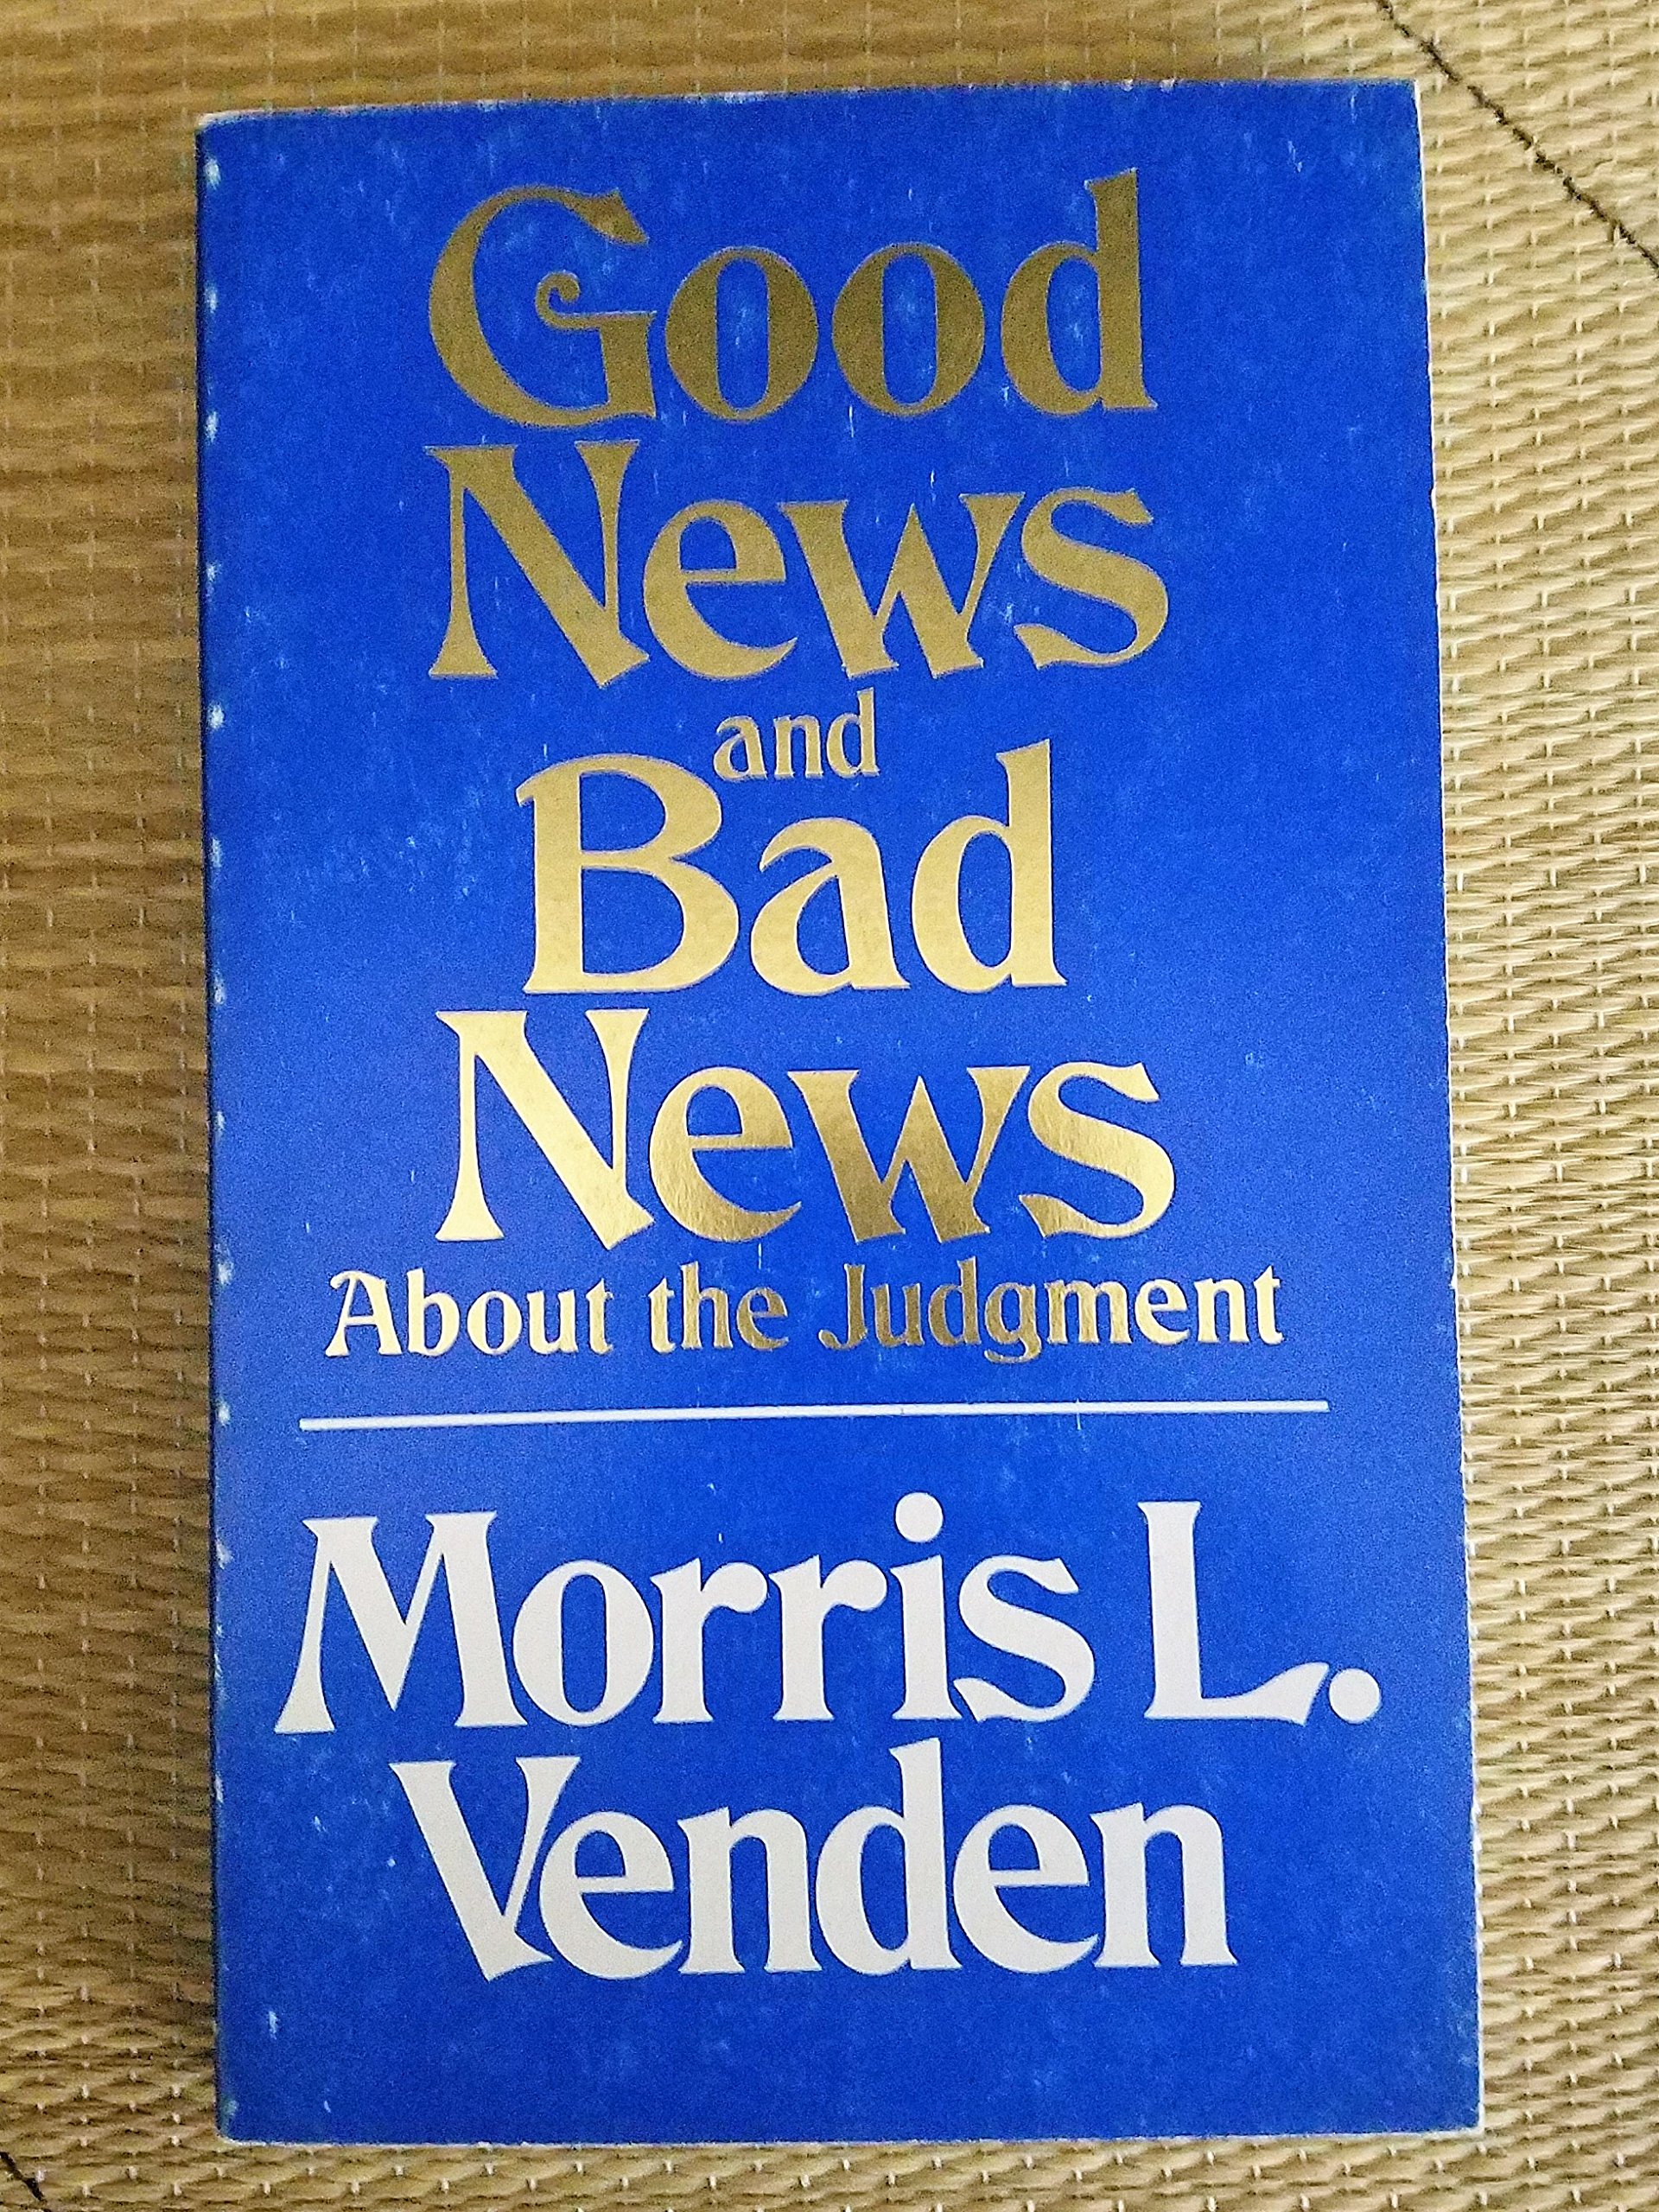 Good
News
and
Bad
News
About the Judgment
Morris L.
Venden